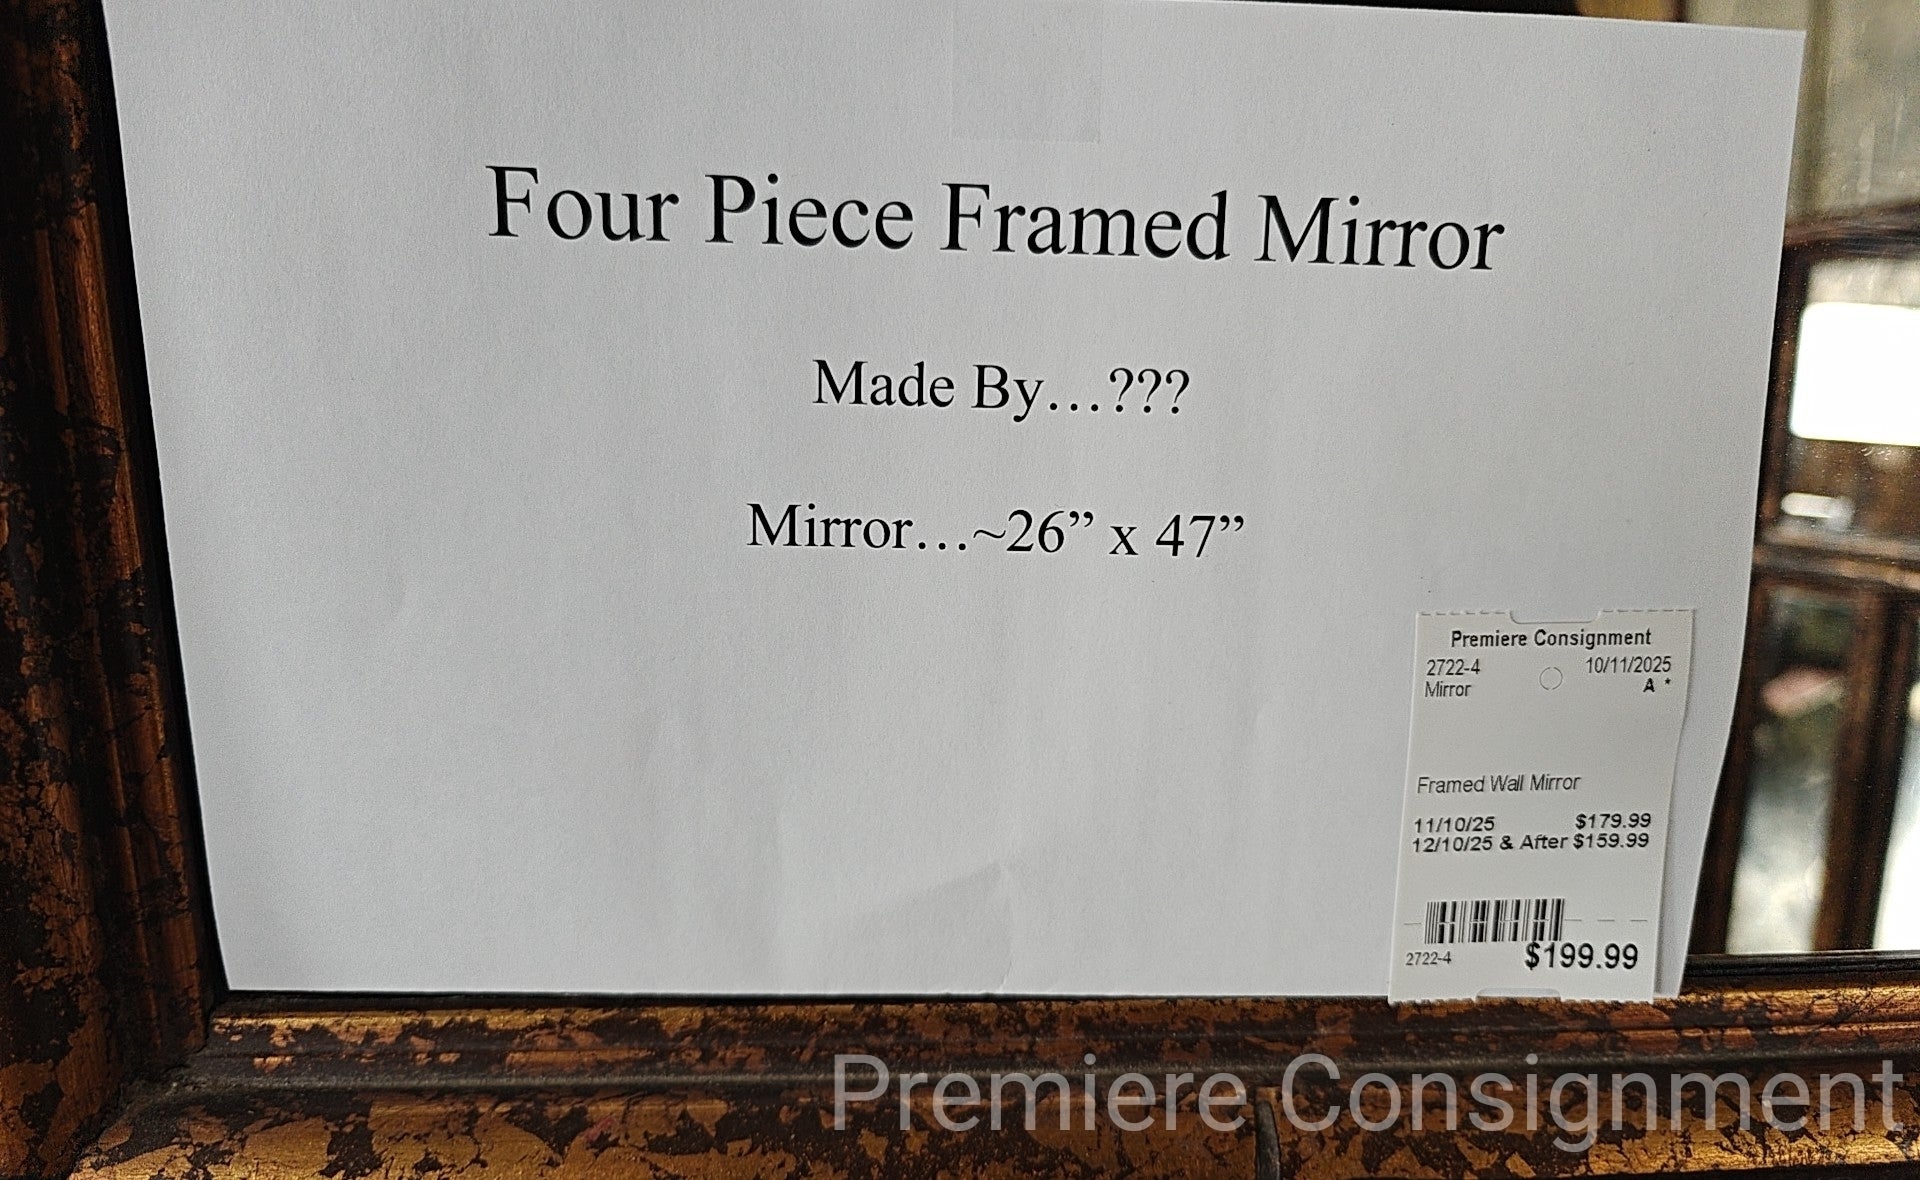 Four Piece Framed Mirror
Made By…???
Mirror…~26” x 47”
Premiere Consignment
2722-4 10/11/2025
Mirror A *
Framed Wall Mirror
11/10/25 $179.99
12/10/25 & After $159.99
2722-4 $199.99
Premiere Consignment